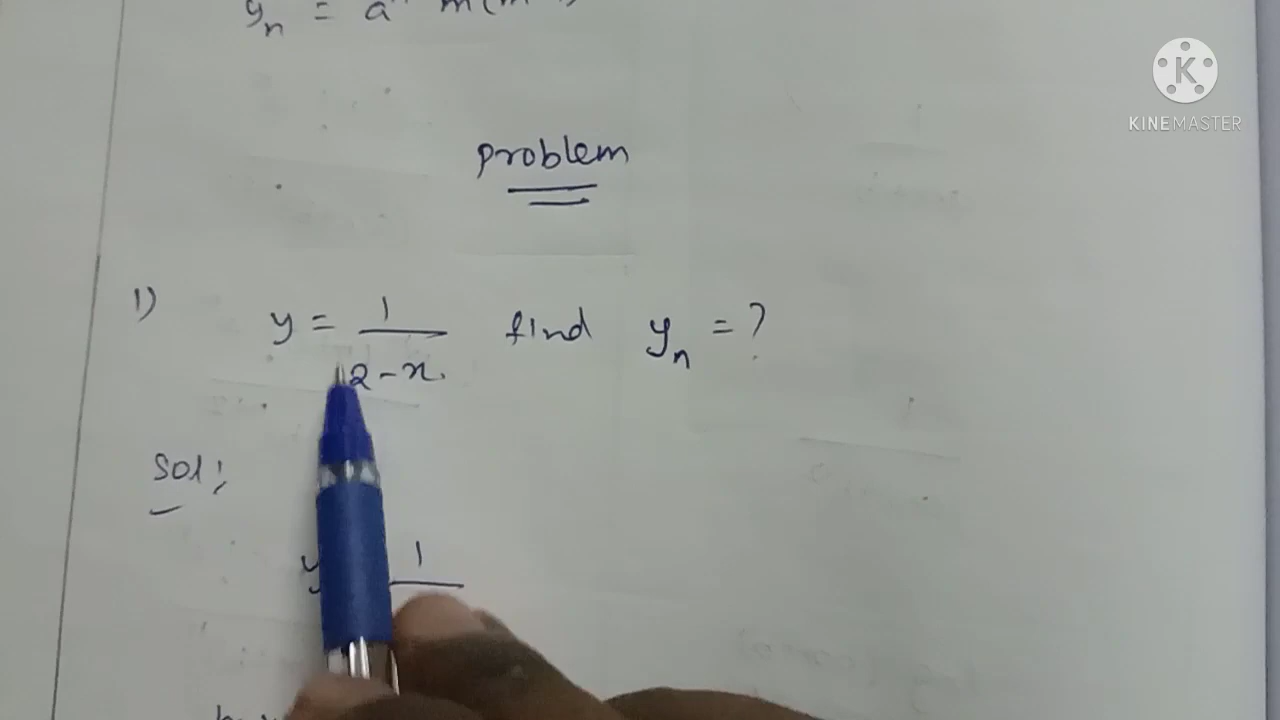 yₙ = a
KINEMASTER
problem
1) y = 1/2-x. find yₙ = ?
Sol;
y 1